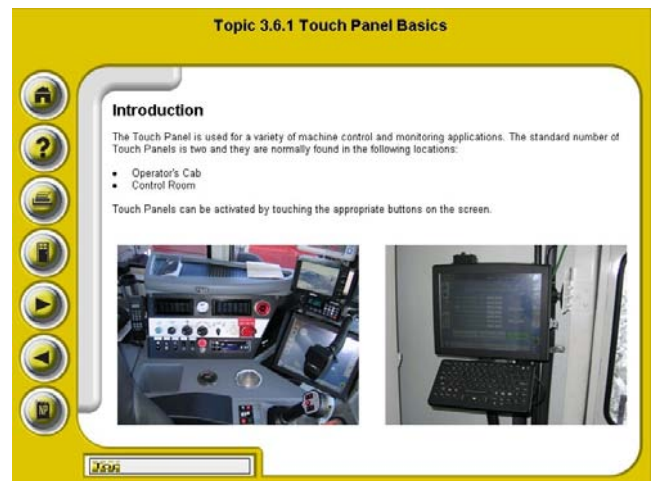 Topic 3.6.1 Touch Panel Basics
Introduction
The Touch Panel is used for a variety of machine control and monitoring applications. The standard number of
Touch Panels is two and they are normally found in the following locations:
• Operator's Cab
• Control Room
Touch Panels can be activated by touching the appropriate buttons on the screen.
?
NP